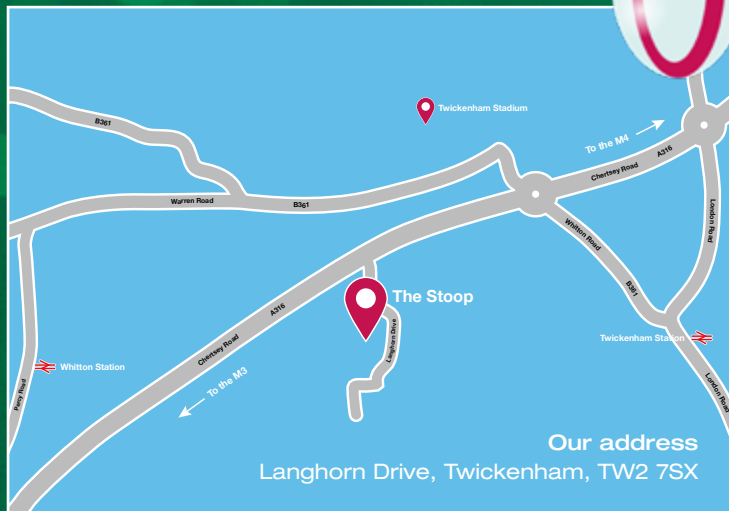 B361
Twickenham Stadium
To the M4
A316
Chertsey Road
Warren Road
B361
London Road
Whitton Road
B361
The Stoop
A316
Chertsey Road
Langhorn Drive
Twickenham Station
Whitton Station
Percy Road
To the M3
London Road
Our address
Langhorn Drive, Twickenham, TW2 7SX